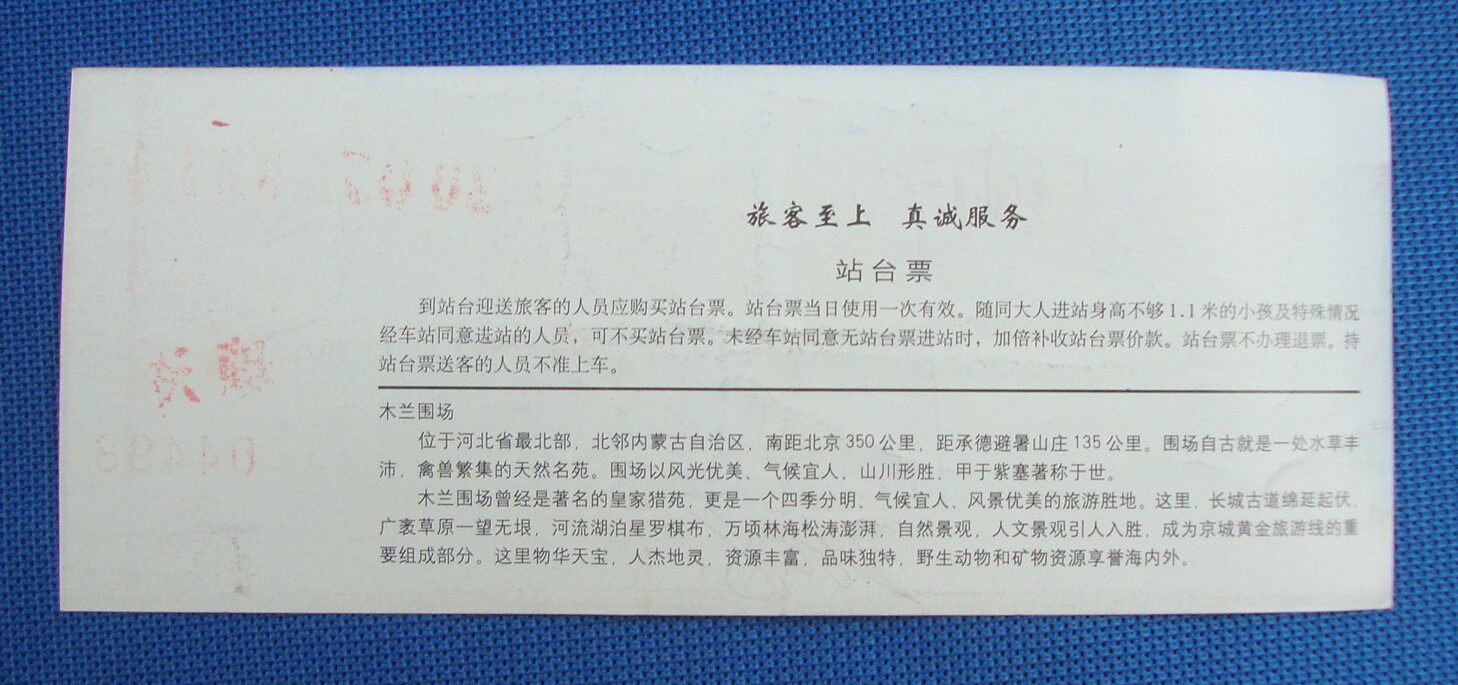 旅客至上 真诚服务
站台票
到站台迎送旅客的人员应购买站台票。站台票当日使用一次有效。随同大人进站身高不够1.1米的小孩及特殊情况
经车站同意进站的人员，可不买站台票。未经车站同意无站台票进站时，加倍补收站台票价款。站台票不办理退票。持
站台票送客的人员不准上车。
木兰围场
位于河北省最北部，北邻内蒙古自治区，南距北京350公里，距承德避暑山庄135公里。围场自古就是一处水草丰
沛，禽兽繁集的天然名苑。围场以风光优美、气候宜人、山川形胜、甲于紫塞著称于世。
木兰围场曾经是著名的皇家猎苑，更是一个四季分明、气候宜人、风景优美的旅游胜地。这里，长城古道绵延起伏，
广袤草原一望无垠，河流湖泊星罗棋布，万顷林海松涛澎湃，自然景观，人文景观引人入胜，成为京城黄金旅游线的重
要组成部分。这里物华天宝，人杰地灵，资源丰富，品味独特，野生动物和矿物资源享誉海内外。
04498